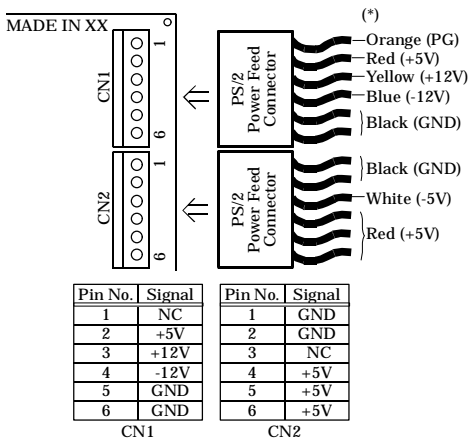 (*)
MADE IN XX
1
CN1
6
PS/2
Power Feed
Connector
Orange (PG)
Red (+5V)
Yellow (+12V)
Blue (-12V)
Black (GND)
1
CN2
6
PS/2
Power Feed
Connector
Black (GND)
White (-5V)
Red (+5V)
Pin No. Signal
1 NC
2 +5V
3 +12V
4 -12V
5 GND
6 GND
CN1
Pin No. Signal
1 GND
2 GND
3 NC
4 +5V
5 +5V
6 +5V
CN2